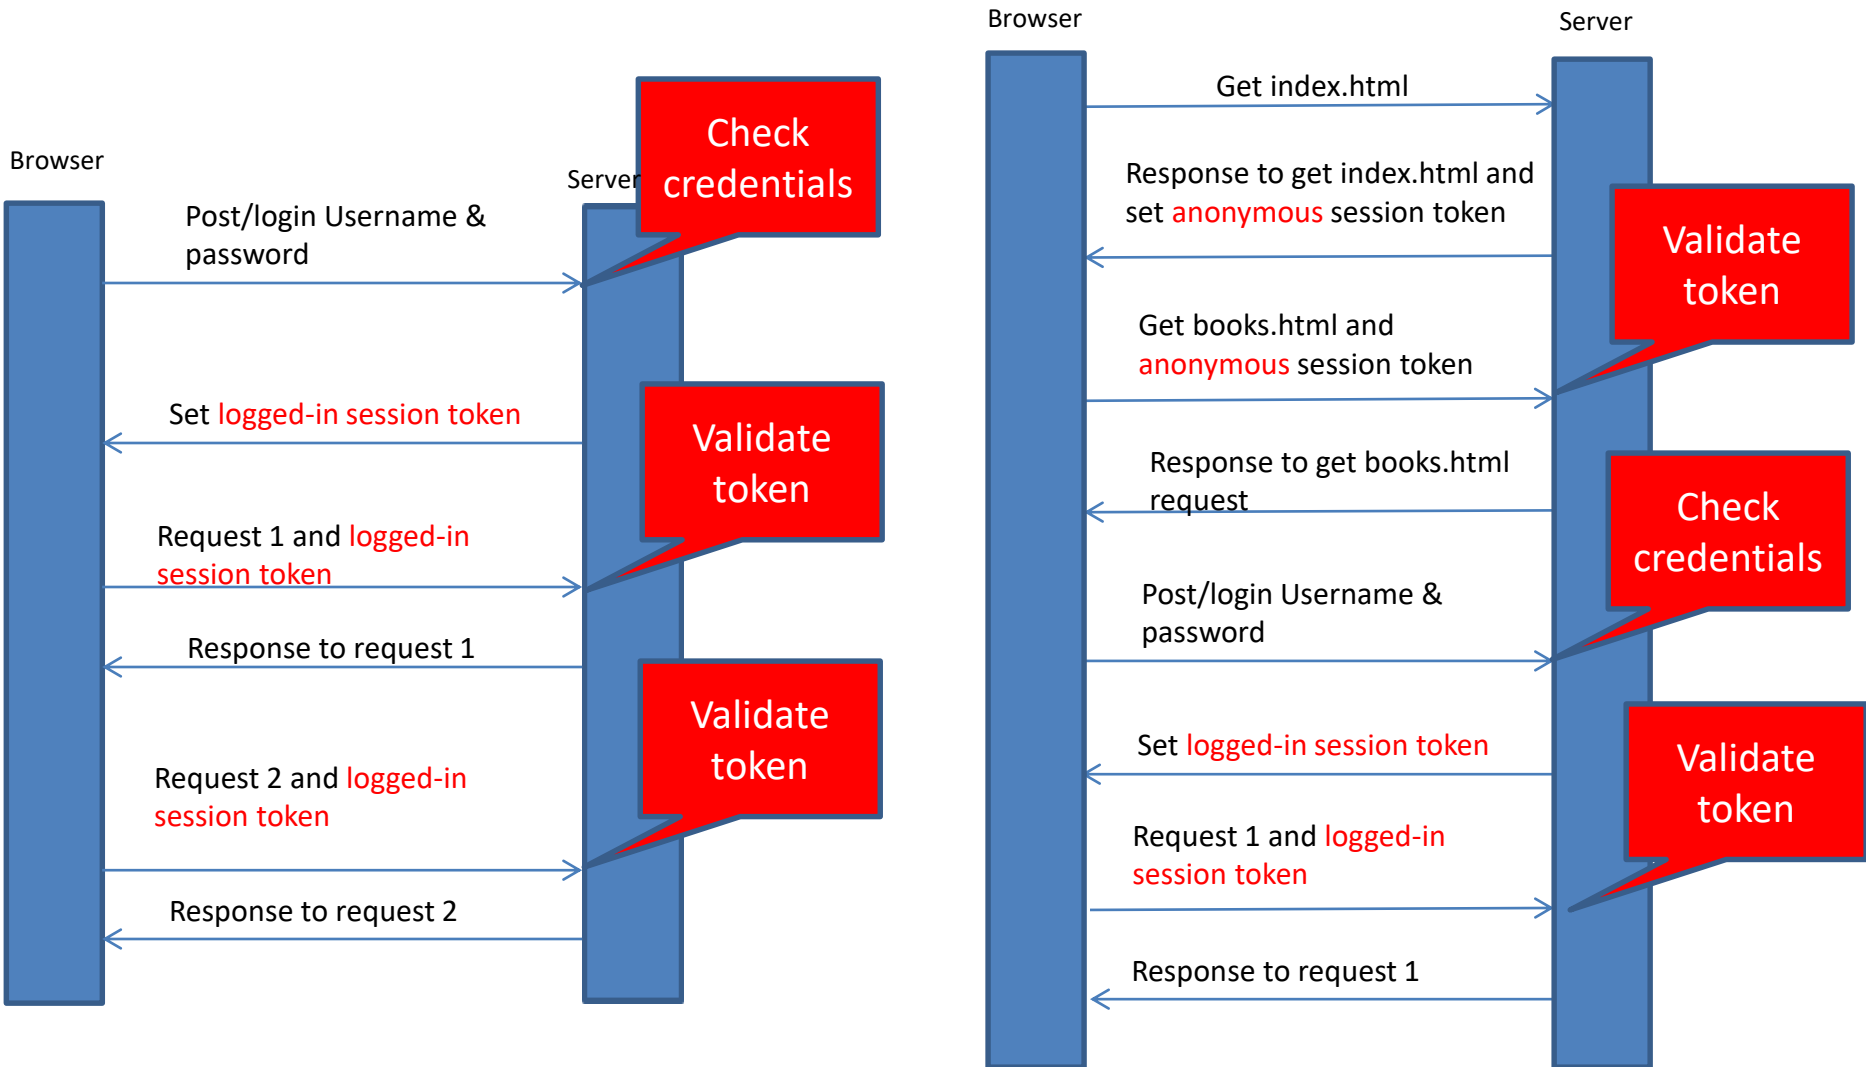 Browser
Server
Check
credentials
Post/login Username &
password
Set logged-in session token
Validate
token
Request 1 and logged-in
session token
Response to request 1
Validate
token
Request 2 and logged-in
session token
Response to request 2
Browser
Server
Get index.html
Response to get index.html and
set anonymous session token
Validate
token
Get books.html and
anonymous session token
Response to get books.html
request
Check
credentials
Post/login Username &
password
Set logged-in session token
Validate
token
Request 1 and logged-in
session token
Response to request 1